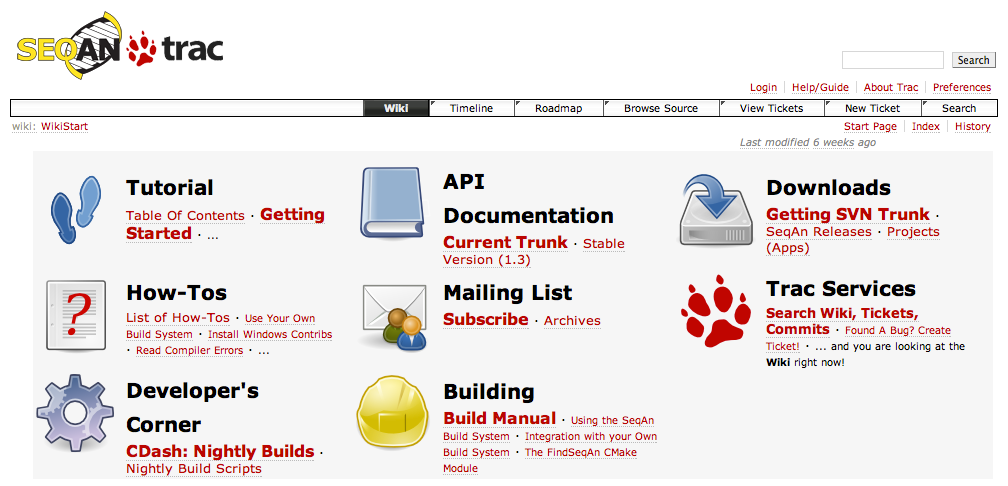 SEQAN trac
Search
Login Help/Guide About Trac Preferences
Wiki Timeline Roadmap Browse Source View Tickets New Ticket Search
wiki: WikiStart
Start Page Index History
Last modified 6 weeks ago
Tutorial
Table Of Contents · Getting
Started · ...
API
Documentation
Current Trunk · Stable
Version (1.3)
Downloads
Getting SVN Trunk ·
SeqAn Releases · Projects
(Apps)
?
How-Tos
List of How-Tos · Use Your Own
Build System · Install Windows Contribs
· Read Compiler Errors · ...
Mailing List
Subscribe · Archives
Trac Services
Search Wiki, Tickets,
Commits · Found A Bug? Create
Ticket! · ... and you are looking at the
Wiki right now!
Developer's
Corner
CDash: Nightly Builds ·
Nightly Build Scripts
Building
Build Manual · Using the SeqAn
Build System · Integration with your Own
Build System · The FindSeqAn CMake
Module